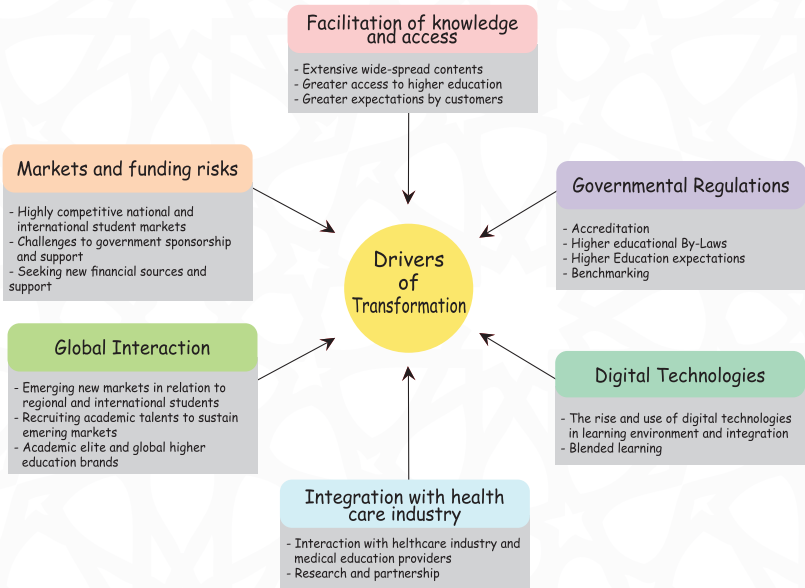 Facilitation of knowledge
and access
- Extensive wide-spread contents
- Greater access to higher education
- Greater expectations by customers
Markets and funding risks
- Highly competitive national and
international student markets
- Challenges to government sponsorship
and support
- Seeking new financial sources and
support
Governmental Regulations
- Accreditation
- Higher educational By-Laws
- Higher Education expectations
- Benchmarking
Drivers
of
Transformation
Global Interaction
- Emerging new markets in relation to
regional and international students
- Recruiting academic talents to sustain
emering markets
- Academic elite and global higher
education brands
Digital Technologies
- The rise and use of digital technologies
in learning environment and integration
- Blended learning
Integration with health
care industry
- Interaction with helthcare industry and
medical education providers
- Research and partnership